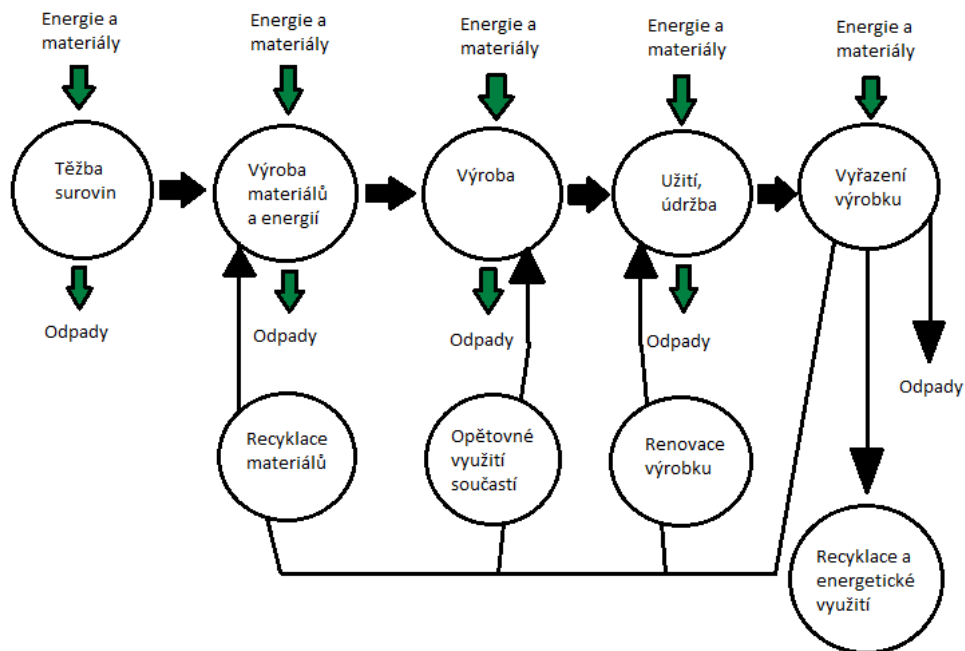 Energie a
materiály
Energie a
materiály
Energie a
materiály
Energie a
materiály
Energie a
materiály
Těžba
surovin
Výroba
materiálů
a energií
Výroba
Užití,
údržba
Vyřazení
výrobku
Odpady
Odpady
Odpady
Odpady
Odpady
Recyklace
materiálů
Opětovné
využití
součastí
Renovace
výrobku
Recyklace a
energetické
využití